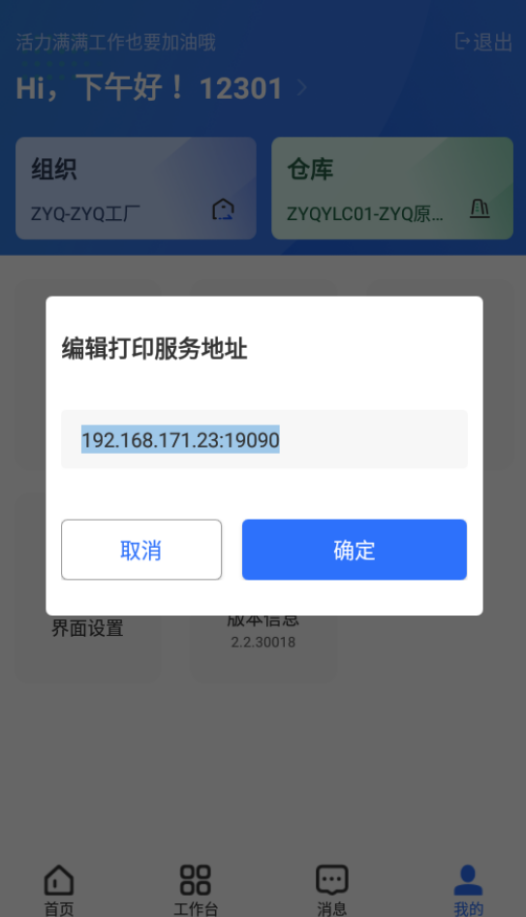 活力满满工作也要加油哦
退出
Hi，下午好！12301
组织
仓库
ZYQ-ZYQ工厂
ZYQYLC01-ZYQ原...
编辑打印服务地址
192.168.171.23:19090
取消
确定
界面设置
版本信息
2.2.30018
首页
工作台
消息
我的